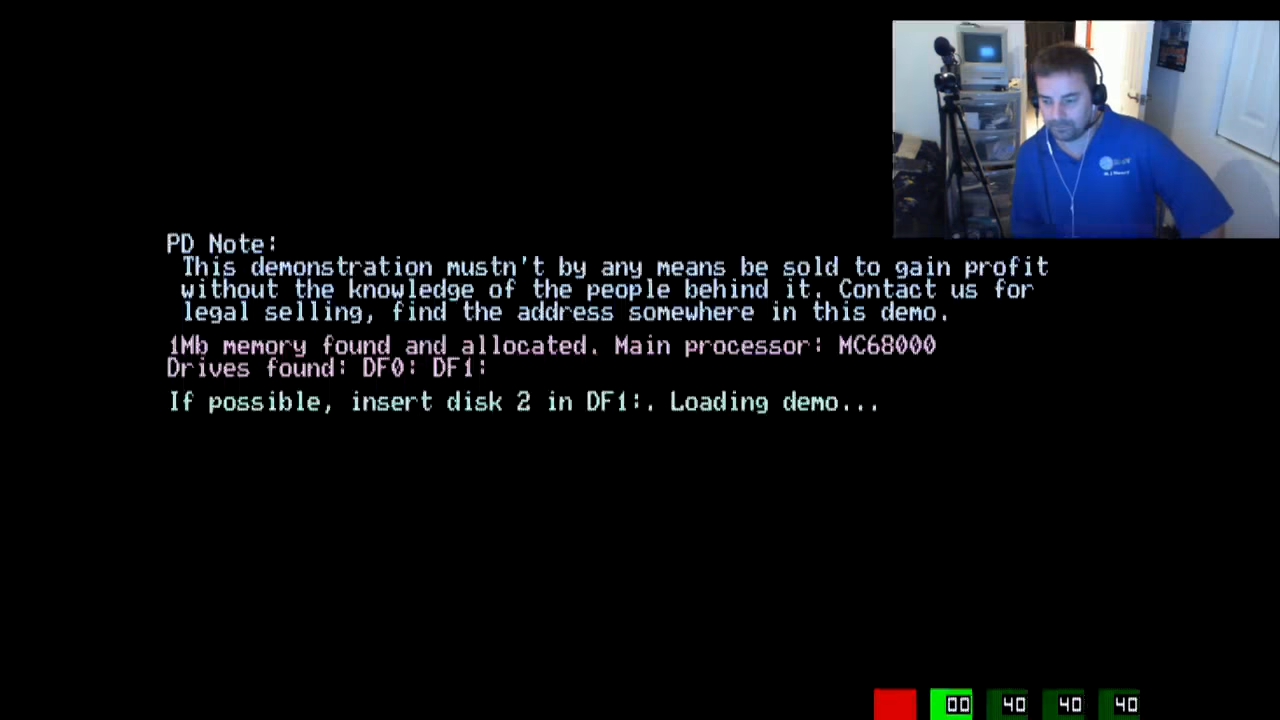 PD Note:
This demonstration mustn't by any means be sold to gain profit
without the knowledge of the people behind it. Contact us for
legal selling, find the address somewhere in this demo.
1Mb memory found and allocated. Main processor: MC68000
Drives found: DF0: DF1:
If possible, insert disk 2 in DF1:. Loading demo...
00 40 40 40